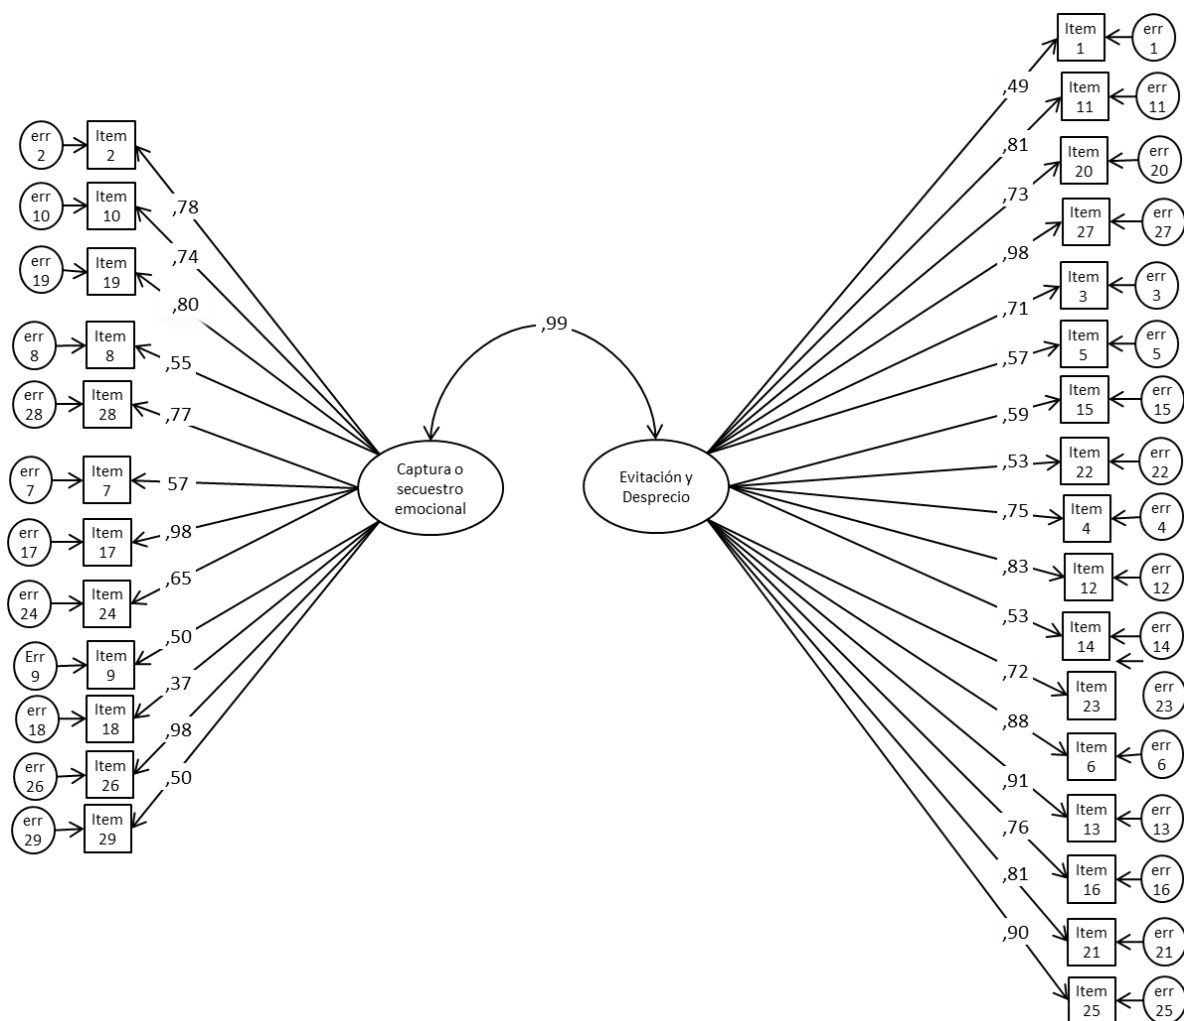 err
2
Item
2
,78
err
10
Item
10
,74
err
19
Item
19
,80
err
8
Item
8
,55
err
28
Item
28
,77
err
7
Item
7
57
err
17
Item
17
,98
err
24
Item
24
,65
Err
9
Item
9
,50
err
18
Item
18
,37
err
26
Item
26
,98
err
29
Item
29
,50
Captura o
secuestro
emocional
,99
Evitación y
Desprecio
,49
Item
1
err
1
,81
Item
11
err
11
,73
Item
20
err
20
,98
Item
27
err
27
,71
Item
3
err
3
,57
Item
5
err
5
,59
Item
15
err
15
,53
Item
22
err
22
,75
Item
4
err
4
,83
Item
12
err
12
,53
Item
14
err
14
,72
Item
23
err
23
,88
Item
6
err
6
,91
Item
13
err
13
,76
Item
16
err
16
,81
Item
21
err
21
,90
Item
25
err
25